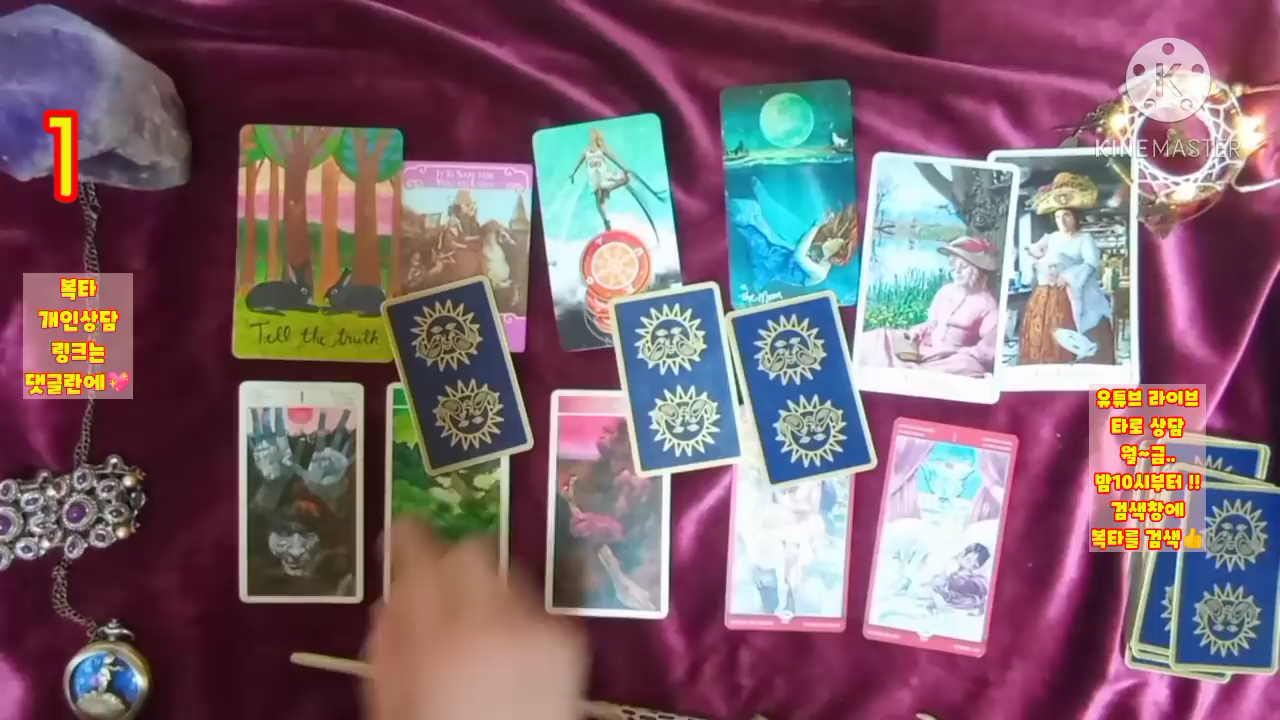 1
복타
개인상담
링크는
댓글란에💖
Tell the truth
IT IS SAFE FOR
YOU TO LOVE
The Moon
I
KINEMASTER
유튜브 라이브
타로 상담
월~금..
밤10시부터 !!
검색창에
복타를 검색👍